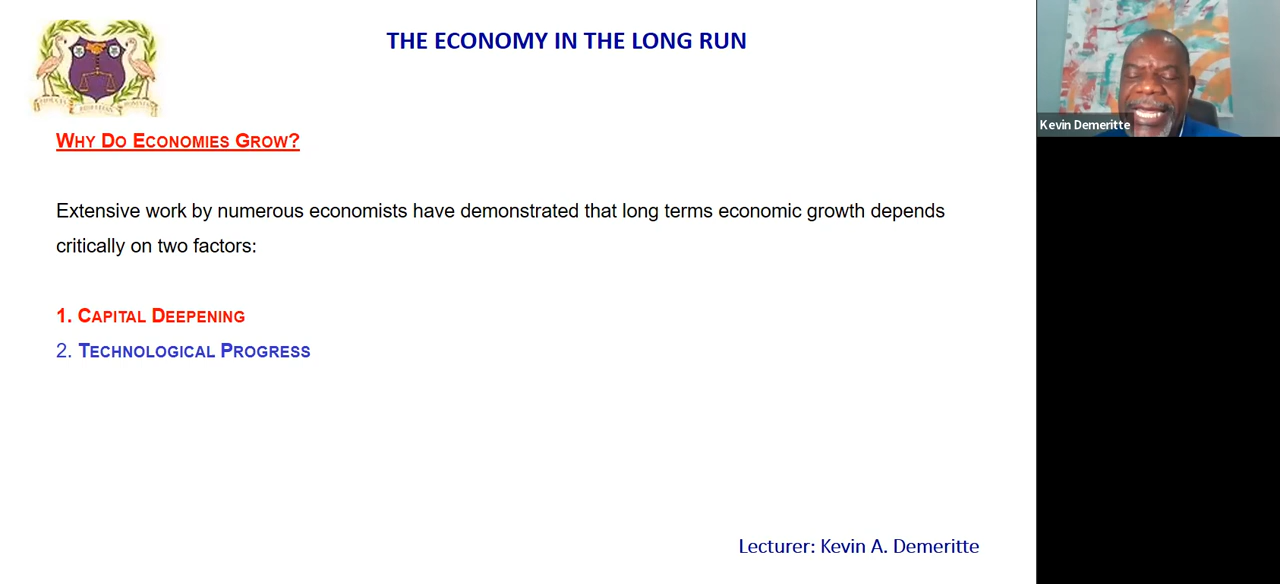 THE ECONOMY IN THE LONG RUN
WHY DO ECONOMIES GROW?
Extensive work by numerous economists have demonstrated that long terms economic growth depends
critically on two factors:
1. CAPITAL DEEPENING
2. TECHNOLOGICAL PROGRESS
Lecturer: Kevin A. Demeritte
Kevin Demeritte